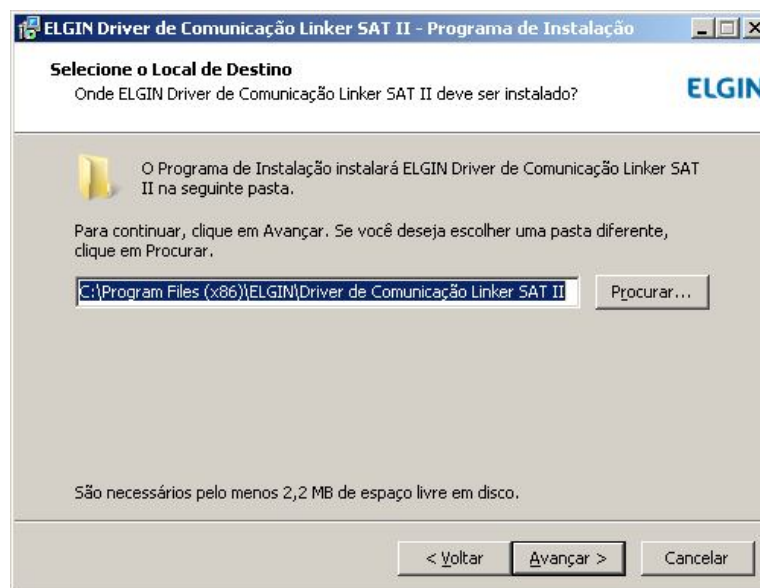 ELGIN Driver de Comunicação Linker SAT II - Programa de Instalação
Selecione o Local de Destino
Onde ELGIN Driver de Comunicação Linker SAT II deve ser instalado?
ELGIN
O Programa de Instalação instalará ELGIN Driver de Comunicação Linker SAT
II na seguinte pasta.
Para continuar, clique em Avançar. Se você deseja escolher uma pasta diferente,
clique em Procurar.
C:\Program Files (x86)\ELGIN\Driver de Comunicação Linker SAT II
Procurar...
São necessários pelo menos 2,2 MB de espaço livre em disco.
< Voltar
Avançar >
Cancelar